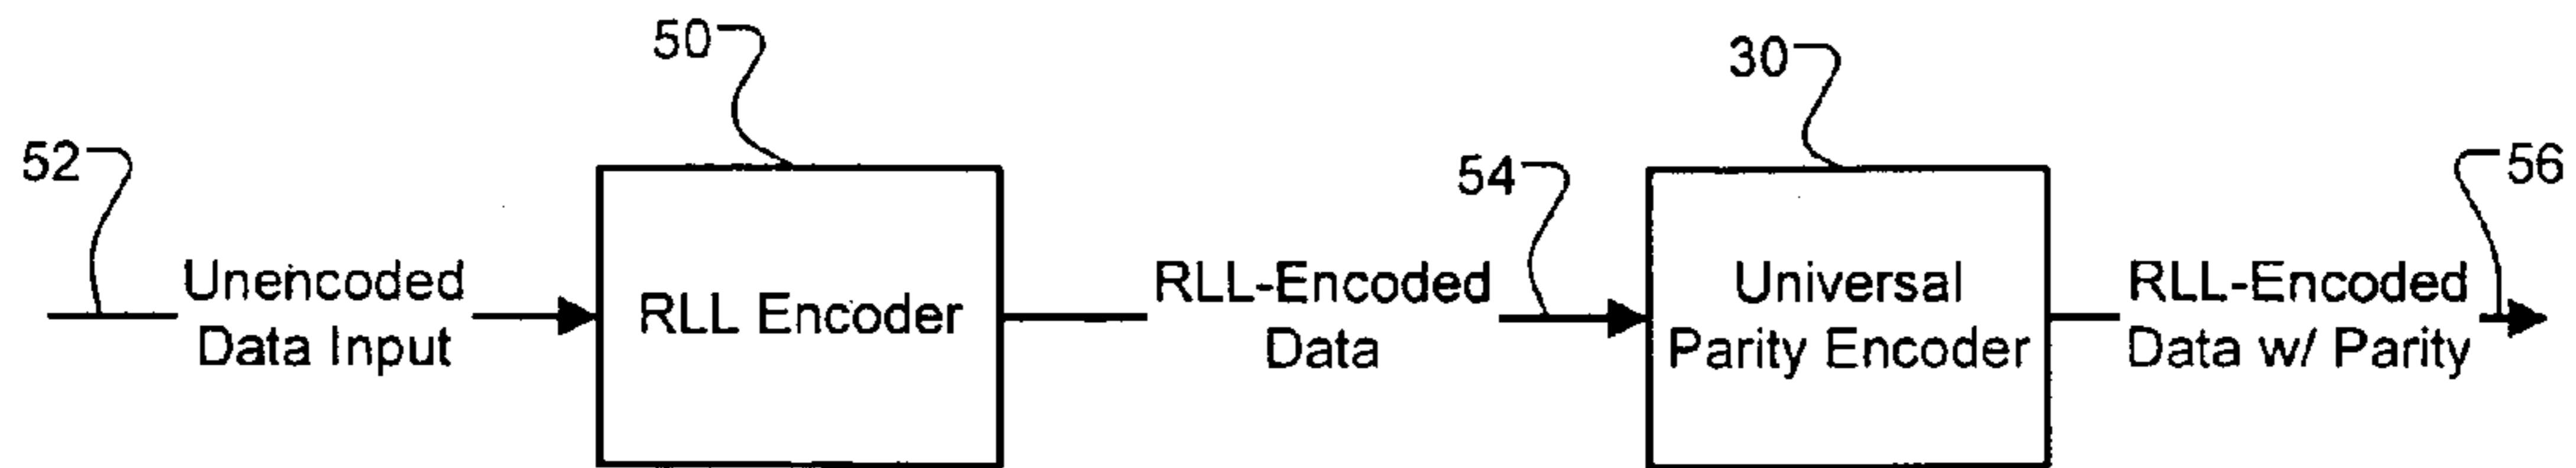 50
30
52
54
56
Unencoded
Data Input
RLL Encoder
RLL-Encoded
Data
Universal
Parity Encoder
RLL-Encoded
Data w/ Parity